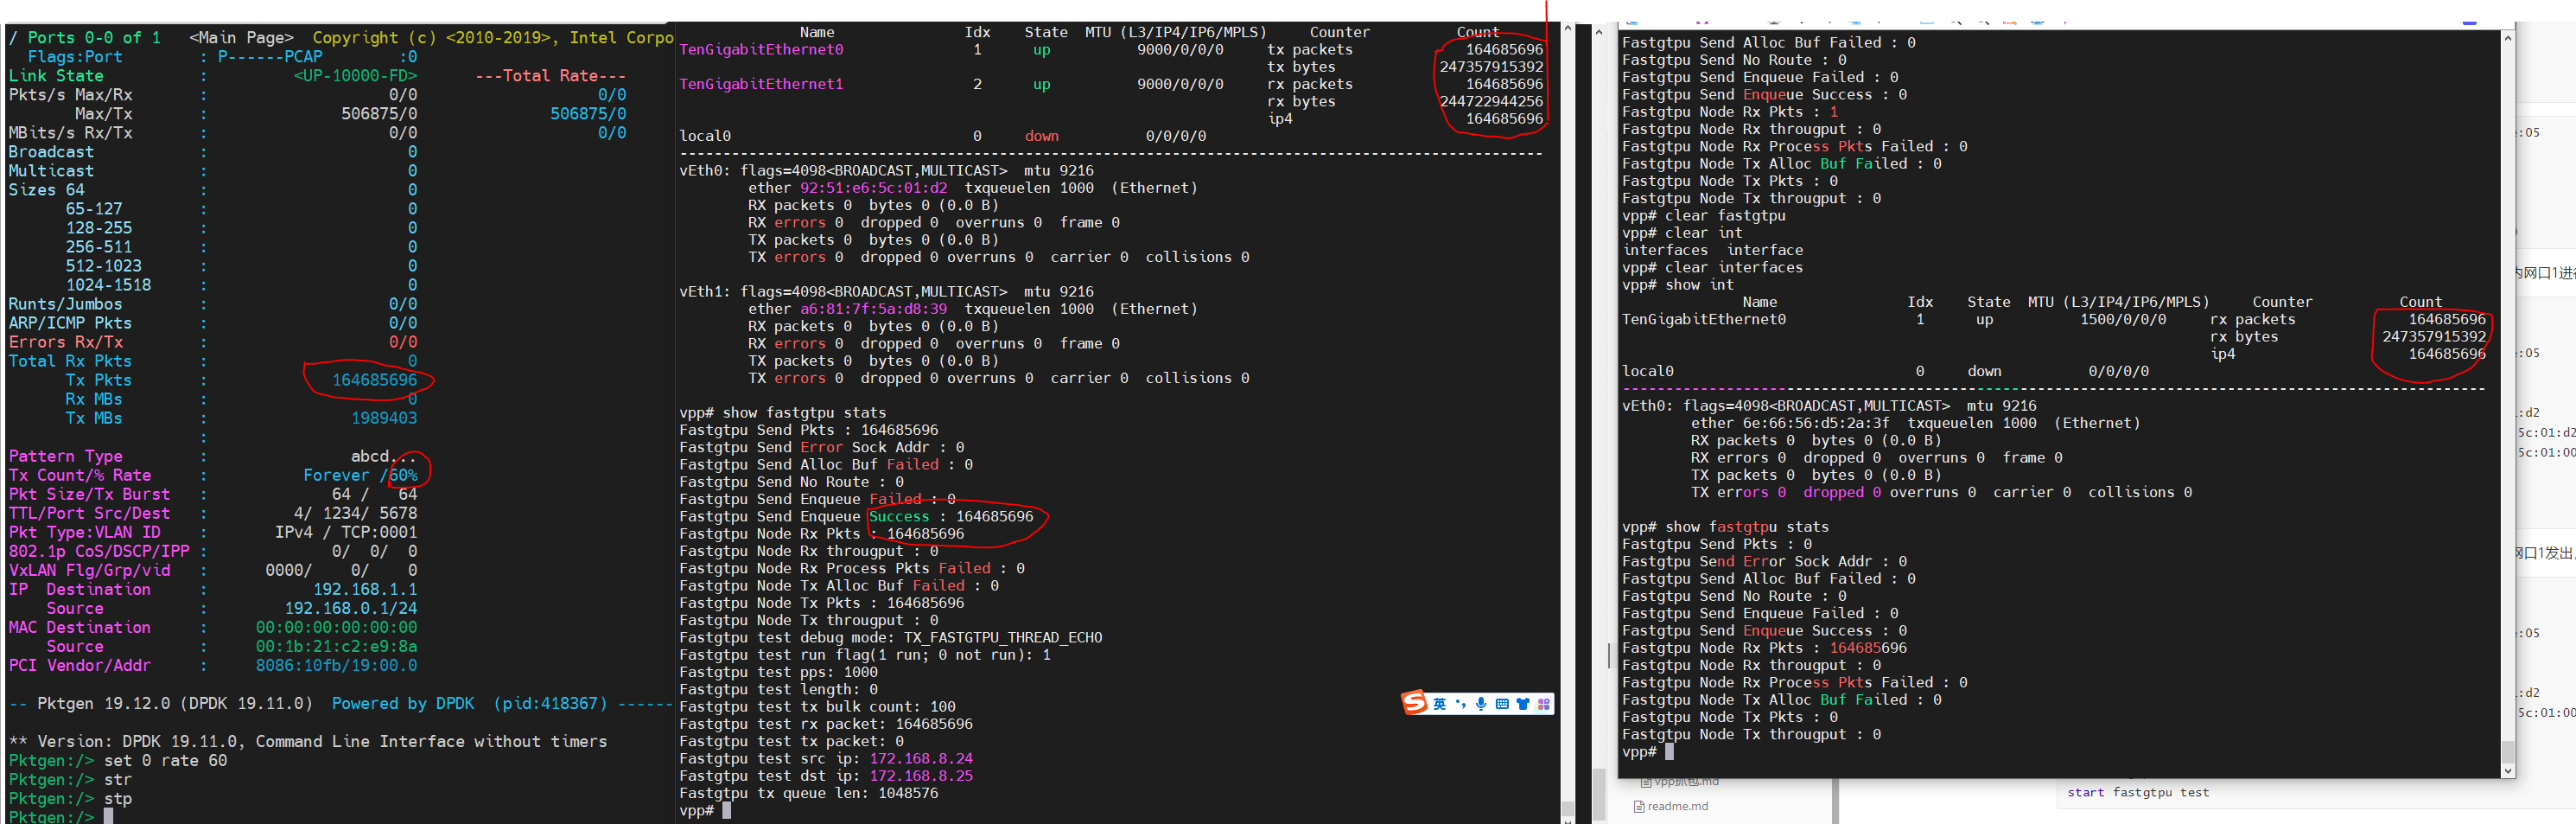 / Ports 0-0 of 1   <Main Page>  Copyright (c) <2010-2019>, Intel Corpo
Flags:Port        : P------PCAP      :0
Link State        :       <UP-10000-FD>      ---Total Rate---
Pkts/s Max/Rx     :                0/0                  0/0
Max/Tx     :           506875/0             506875/0
MBits/s Rx/Tx     :                0/0                  0/0
Broadcast         :                  0
Multicast         :                  0
Sizes 64          :                  0
65-127      :                  0
128-255     :                  0
256-511     :                  0
512-1023    :                  0
1024-1518   :                  0
Runts/Jumbos      :                0/0
ARP/ICMP Pkts     :                0/0
Errors Rx/Tx      :                0/0
Total Rx Pkts     :                  0
Tx Pkts     :          164685696
Rx MBs      :                  0
Tx MBs      :            1989403
:
Pattern Type      :            abcd...
Tx Count/% Rate   :       Forever /60%
Pkt Size/Tx Burst :          64 /   64
TTL/Port Src/Dest :      4/ 1234/ 5678
Pkt Type:VLAN ID  :    IPv4 / TCP:0001
802.1p CoS/DSCP/IPP :          0/  0/  0
VxLAN Flg/Grp/vid :   0000/    0/    0
IP  Destination   :        192.168.1.1
Source        :     192.168.0.1/24
MAC Destination   :  00:00:00:00:00:00
Source        :  00:1b:21:c2:e9:8a
PCI Vendor/Addr   :  8086:10fb/19:00.0
-- Pktgen 19.12.0 (DPDK 19.11.0)  Powered by DPDK  (pid:418367) ------
** Version: DPDK 19.11.0, Command Line Interface without timers
Pktgen:/> set 0 rate 60
Pktgen:/> str
Pktgen:/> stp
Pktgen:/>
Name               Idx    State  MTU (L3/IP4/IP6/MPLS)     Counter          Count
TenGigabitEthernet0               1      up          9000/0/0/0     tx packets             164685696
tx bytes            247357915392
TenGigabitEthernet1               2      up          9000/0/0/0     rx packets             164685696
rx bytes            244722944256
ip4                    164685696
local0                            0     down          0/0/0/0
vEth0: flags=4098<BROADCAST,MULTICAST>  mtu 9216
ether 92:51:e6:5c:01:d2  txqueuelen 1000  (Ethernet)
RX packets 0  bytes 0 (0.0 B)
RX errors 0  dropped 0  overruns 0  frame 0
TX packets 0  bytes 0 (0.0 B)
TX errors 0  dropped 0 overruns 0  carrier 0  collisions 0
vEth1: flags=4098<BROADCAST,MULTICAST>  mtu 9216
ether a6:81:7f:5a:d8:39  txqueuelen 1000  (Ethernet)
RX packets 0  bytes 0 (0.0 B)
RX errors 0  dropped 0  overruns 0  frame 0
TX packets 0  bytes 0 (0.0 B)
TX errors 0  dropped 0 overruns 0  carrier 0  collisions 0
vpp# show fastgtpu stats
Fastgtpu Send Pkts : 164685696
Fastgtpu Send Error Sock Addr : 0
Fastgtpu Send Alloc Buf Failed : 0
Fastgtpu Send No Route : 0
Fastgtpu Send Enqueue Failed : 0
Fastgtpu Send Enqueue Success : 164685696
Fastgtpu Node Rx Pkts : 164685696
Fastgtpu Node Rx througput : 0
Fastgtpu Node Rx Process Pkts Failed : 0
Fastgtpu Node Tx Alloc Buf Failed : 0
Fastgtpu Node Tx Pkts : 164685696
Fastgtpu Node Tx througput : 0
Fastgtpu test debug mode: TX_FASTGTPU_THREAD_ECHO
Fastgtpu test run flag(1 run; 0 not run): 1
Fastgtpu test pps: 1000
Fastgtpu test length: 0
Fastgtpu test tx bulk count: 100
Fastgtpu test rx packet: 164685696
Fastgtpu test tx packet: 0
Fastgtpu test src ip: 172.168.8.24
Fastgtpu test dst ip: 172.168.8.25
Fastgtpu tx queue len: 1048576
vpp#
英
Fastgtpu Send Alloc Buf Failed : 0
Fastgtpu Send No Route : 0
Fastgtpu Send Enqueue Failed : 0
Fastgtpu Send Enqueue Success : 0
Fastgtpu Node Rx Pkts : 1
Fastgtpu Node Rx througput : 0
Fastgtpu Node Rx Process Pkts Failed : 0
Fastgtpu Node Tx Alloc Buf Failed : 0
Fastgtpu Node Tx Pkts : 0
Fastgtpu Node Tx througput : 0
vpp# clear fastgtpu
vpp# clear int
interfaces  interface
vpp# clear interfaces
vpp# show int
Name               Idx    State  MTU (L3/IP4/IP6/MPLS)     Counter          Count
TenGigabitEthernet0               1      up          1500/0/0/0     rx packets             164685696
rx bytes            247357915392
ip4                    164685696
local0                            0     down          0/0/0/0
vEth0: flags=4098<BROADCAST,MULTICAST>  mtu 9216
ether 6e:66:56:d5:2a:3f  txqueuelen 1000  (Ethernet)
RX packets 0  bytes 0 (0.0 B)
RX errors 0  dropped 0  overruns 0  frame 0
TX packets 0  bytes 0 (0.0 B)
TX errors 0  dropped 0 overruns 0  carrier 0  collisions 0
vpp# show fastgtpu stats
Fastgtpu Send Pkts : 0
Fastgtpu Send Error Sock Addr : 0
Fastgtpu Send Alloc Buf Failed : 0
Fastgtpu Send No Route : 0
Fastgtpu Send Enqueue Failed : 0
Fastgtpu Send Enqueue Success : 0
Fastgtpu Node Rx Pkts : 164685696
Fastgtpu Node Rx througput : 0
Fastgtpu Node Rx Process Pkts Failed : 0
Fastgtpu Node Tx Alloc Buf Failed : 0
Fastgtpu Node Tx Pkts : 0
Fastgtpu Node Tx througput : 0
vpp#
vpp抓包.md
readme.md
:05
网口1进行
:05
:d2
5c:01:d2
5c:01:00
网口1发出，
:05
:d2
5c:01:00
start fastgtpu test